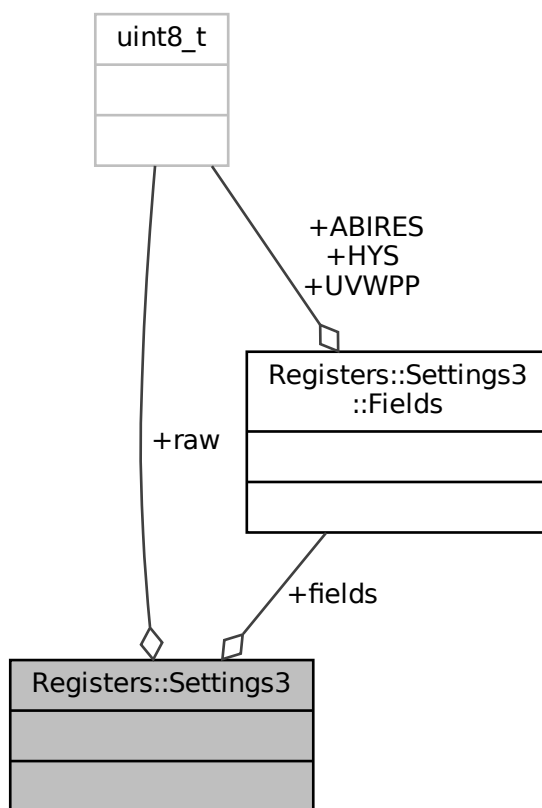 uint8_t
+ABIRES
+HYS
+UVWPP
Registers::Settings3
::Fields
+raw
+fields
Registers::Settings3